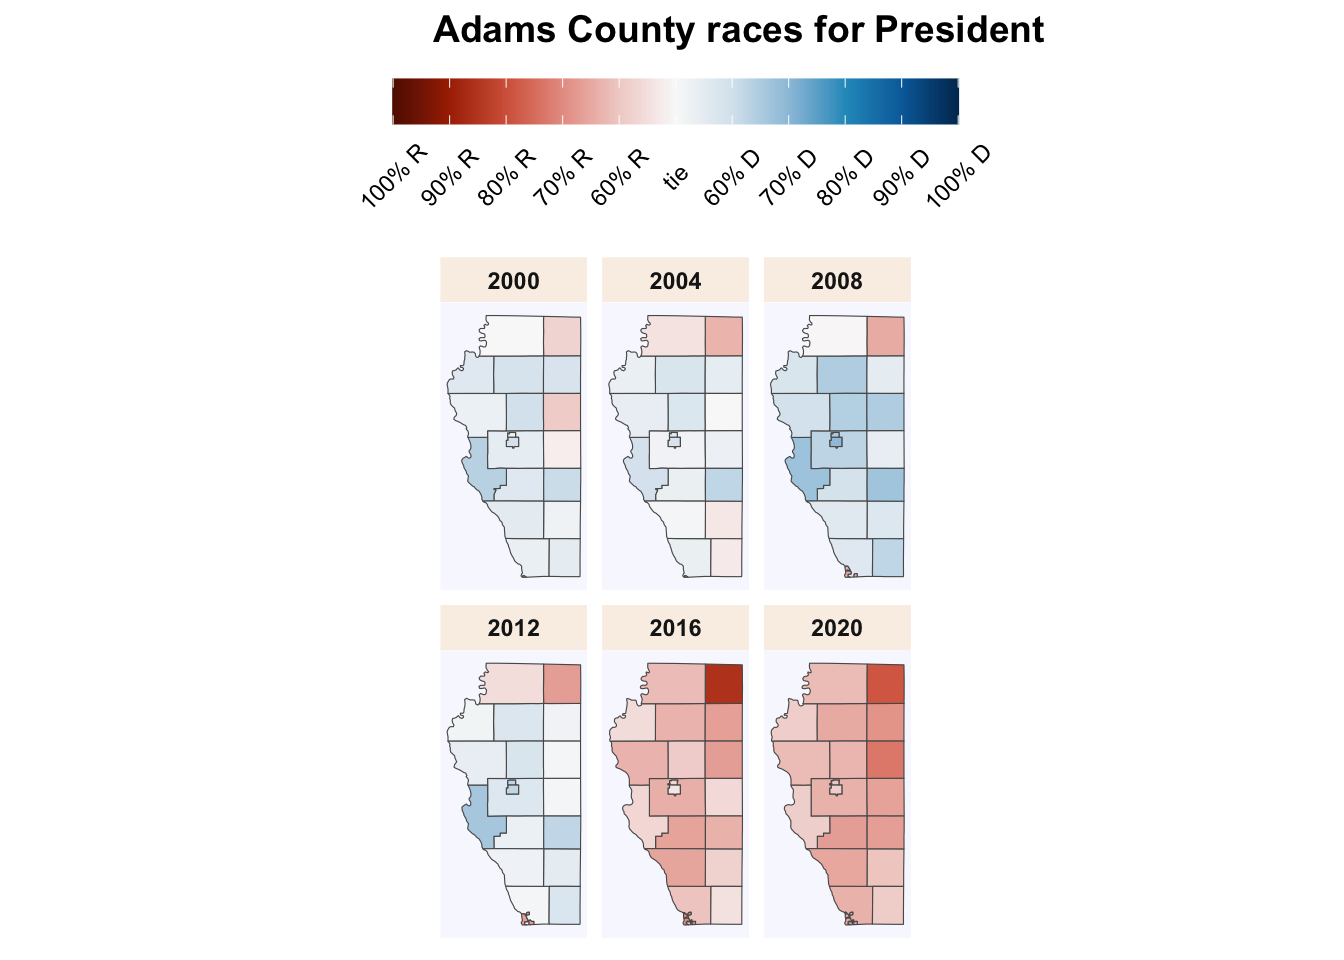 Adams County races for President
100% R 90% R 80% R 70% R 60% R tie 60% D 70% D 80% D 90% D 100% D
2000 2004 2008
2012 2016 2020